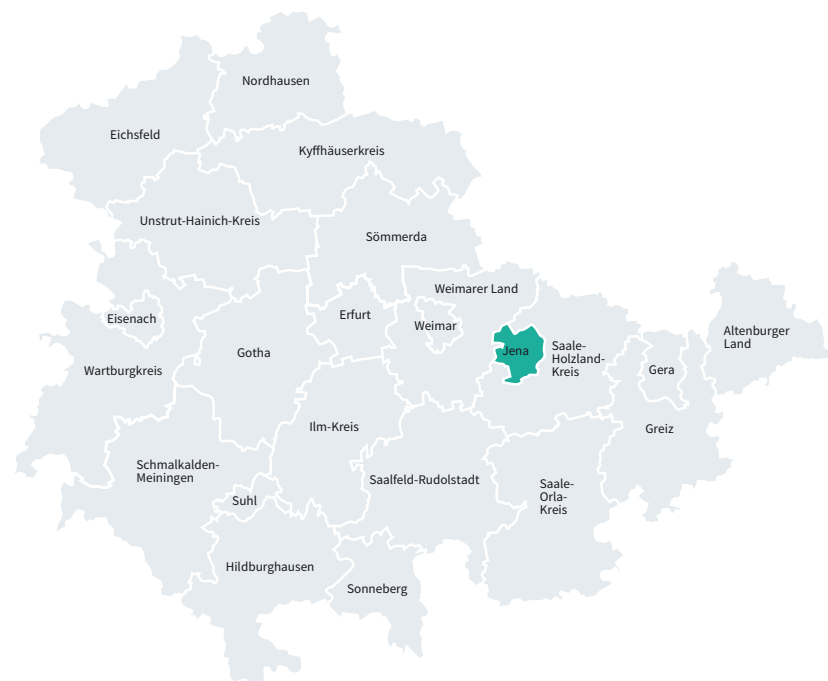 Nordhausen
Eichsfeld
Kyffhäuserkreis
Unstrut-Hainich-Kreis
Sömmerda
Weimarer Land
Eisenach
Erfurt
Weimar
Altenburger
Land
Gotha
Jena
Saale-
Holzland-
Kreis
Wartburgkreis
Gera
Ilm-Kreis
Greiz
Schmalkalden-
Meiningen
Saalfeld-Rudolstadt
Saale-
Orla-
Kreis
Suhl
Hildburghausen
Sonneberg